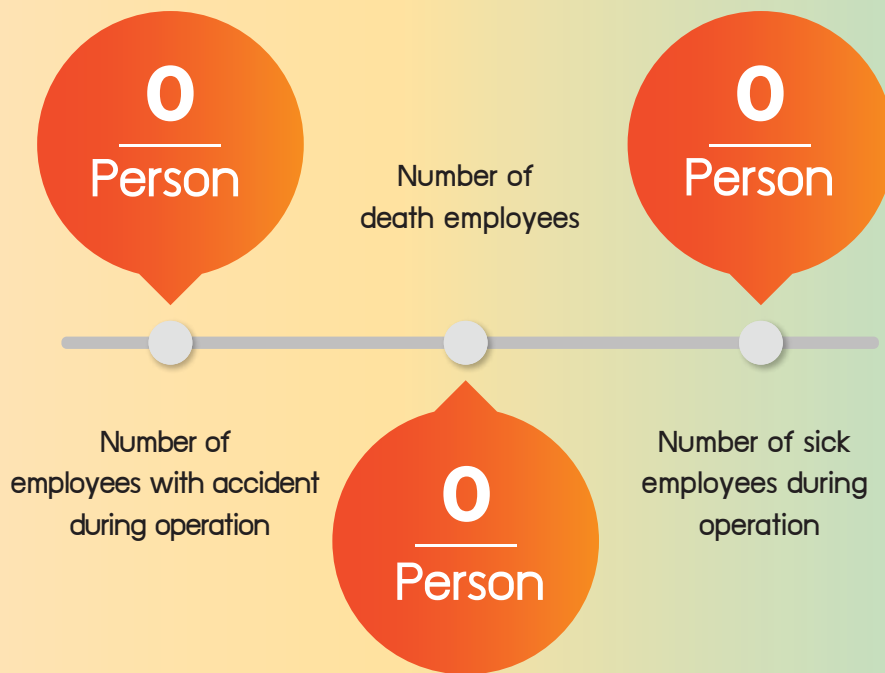 0
Person
Number of
employees with accident
during operation
Number of
death employees
0
Person
0
Person
Number of sick
employees during
operation